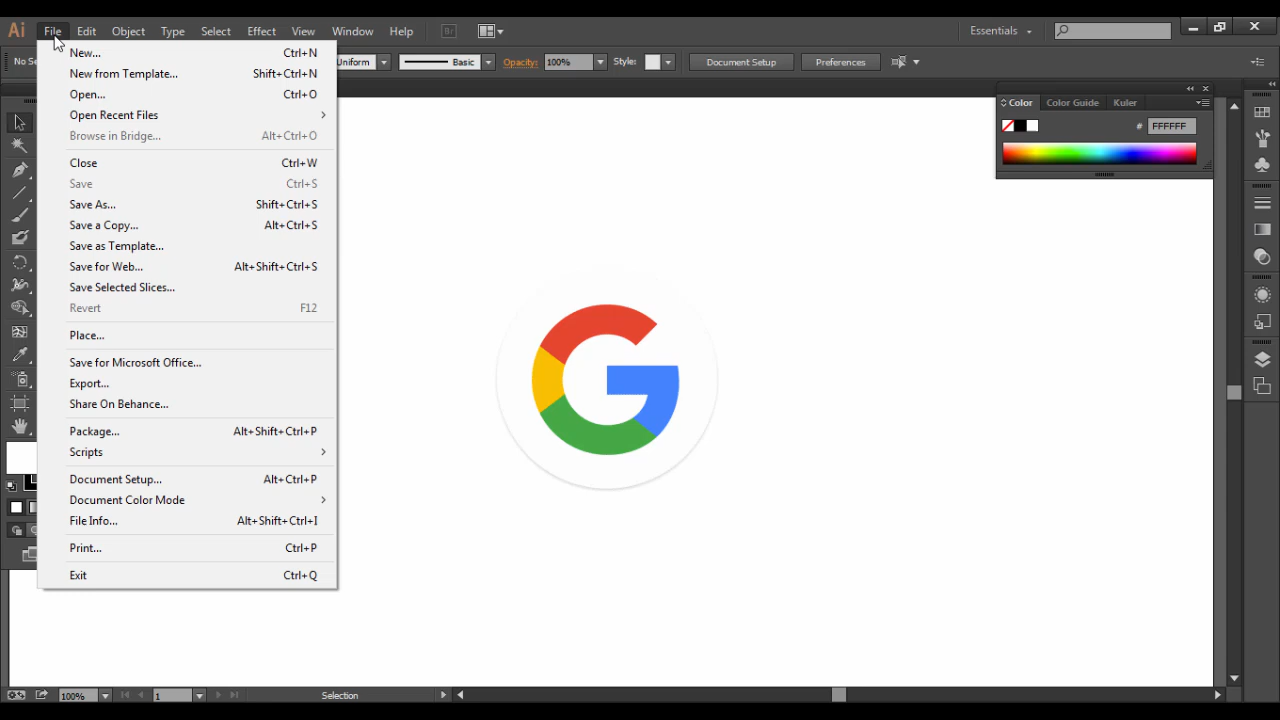 Ai File Edit Object Type Select Effect View Window Help Br Essentials
No Se Uniform Basic Opacity: 100% Style: Document Setup Preferences
Color Color Guide Kuler
# FFFFFF
New... Ctrl+N
New from Template... Shift+Ctrl+N
Open... Ctrl+O
Open Recent Files
Browse in Bridge... Alt+Ctrl+O
Close Ctrl+W
Save Ctrl+S
Save As... Shift+Ctrl+S
Save a Copy... Alt+Ctrl+S
Save as Template...
Save for Web... Alt+Shift+Ctrl+S
Save Selected Slices...
Revert F12
Place...
Save for Microsoft Office...
Export...
Share On Behance...
Package... Alt+Shift+Ctrl+P
Scripts
Document Setup... Alt+Ctrl+P
Document Color Mode
File Info... Alt+Shift+Ctrl+I
Print... Ctrl+P
Exit Ctrl+Q
G
100% 1 Selection